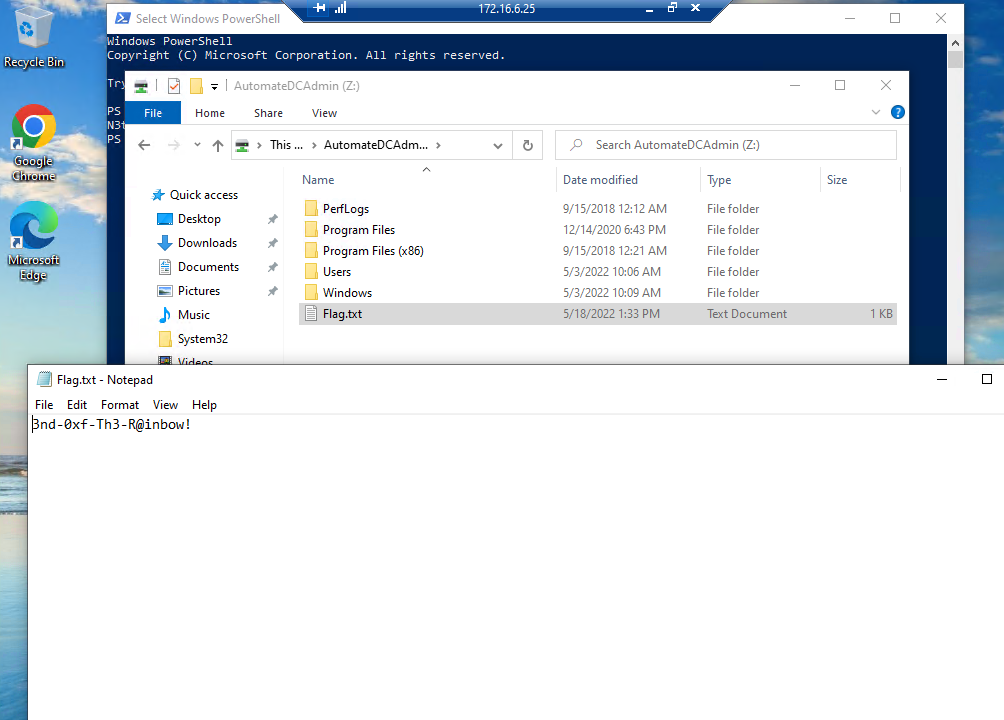 172.16.6.25
Recycle Bin
Google
Chrome
Microsoft
Edge
Select Windows PowerShell
Windows PowerShell
Copyright (C) Microsoft Corporation. All rights reserved.
PS
PS
AutomateDCAdmin (Z:)
File Home Share View
This ... AutomateDCAdm... Search AutomateDCAdmin (Z:)
Quick access
Desktop
Downloads
Documents
Pictures
Music
System32
Videos
Name Date modified Type Size
PerfLogs 9/15/2018 12:12 AM File folder
Program Files 12/14/2020 6:43 PM File folder
Program Files (x86) 9/15/2018 12:21 AM File folder
Users 5/3/2022 10:06 AM File folder
Windows 5/3/2022 10:09 AM File folder
Flag.txt 5/18/2022 1:33 PM Text Document 1 KB
Flag.txt - Notepad
File Edit Format View Help
3nd-0xf-Th3-R@inbow!